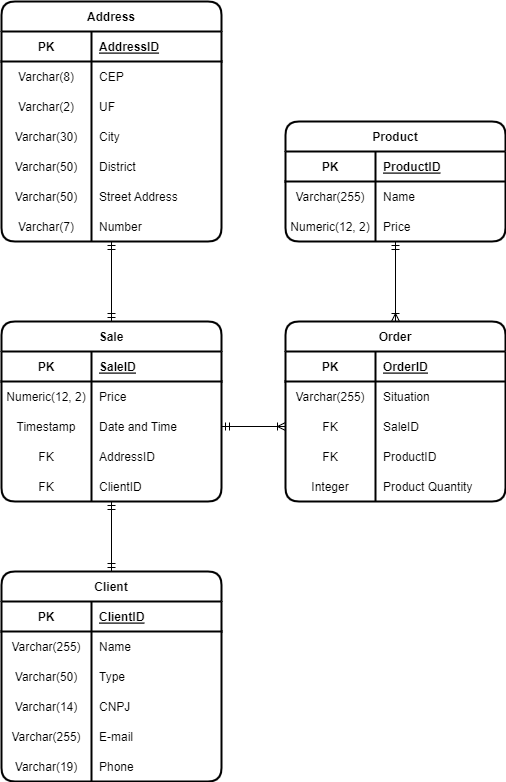 Address
PK AddressID
Varchar(8) CEP
Varchar(2) UF
Varchar(30) City
Varchar(50) District
Varchar(50) Street Address
Varchar(7) Number
Product
PK ProductID
Varchar(255) Name
Numeric(12, 2) Price
Sale
PK SaleID
Numeric(12, 2) Price
Timestamp Date and Time
FK AddressID
FK ClientID
Order
PK OrderID
Varchar(255) Situation
FK SaleID
FK ProductID
Integer Product Quantity
Client
PK ClientID
Varchar(255) Name
Varchar(50) Type
Varchar(14) CNPJ
Varchar(255) E-mail
Varchar(19) Phone